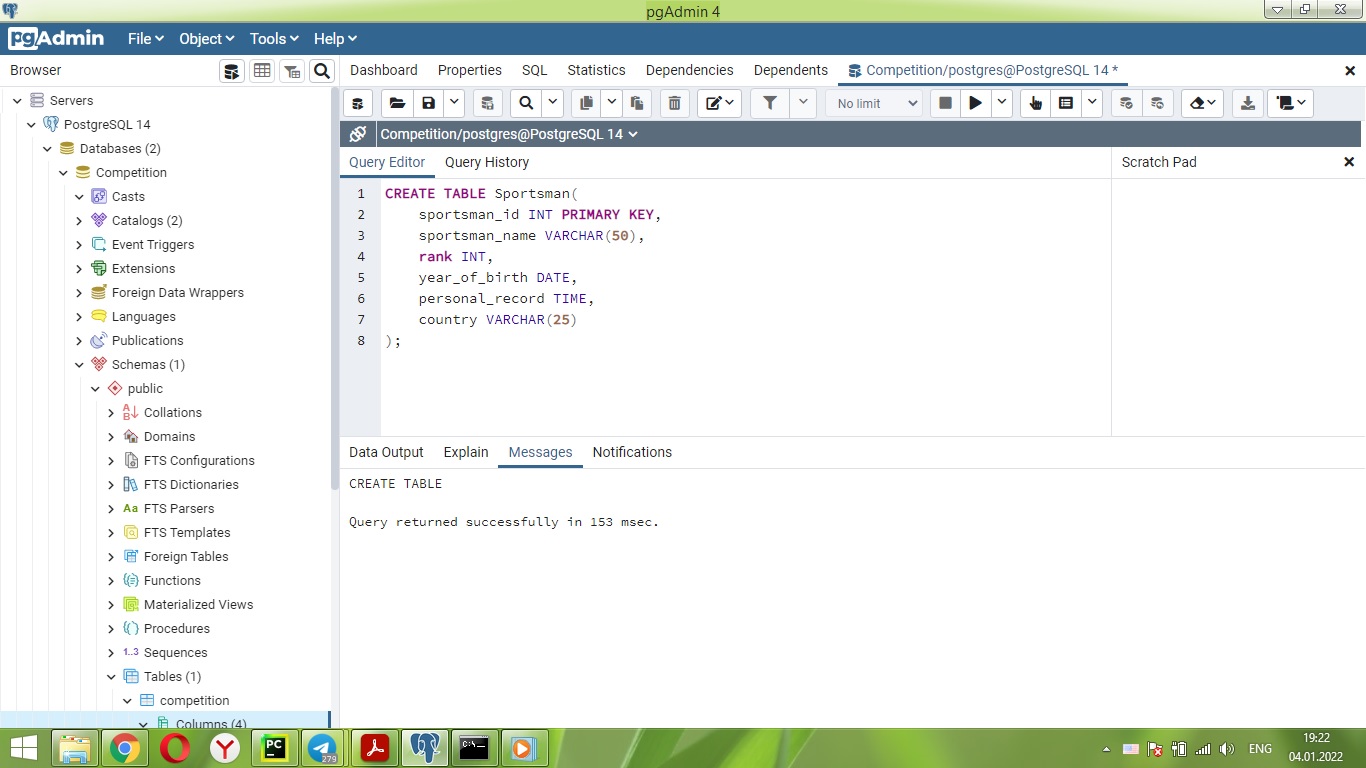 pgAdmin 4
pgAdmin File Object Tools Help
Browser
Dashboard Properties SQL Statistics Dependencies Dependents Competition/postgres@PostgreSQL 14 *
No limit
Competition/postgres@PostgreSQL 14
Query Editor Query History
Scratch Pad
Servers
PostgreSQL 14
Databases (2)
Competition
Casts
Catalogs (2)
Event Triggers
Extensions
Foreign Data Wrappers
Languages
Publications
Schemas (1)
public
Collations
Domains
FTS Configurations
FTS Dictionaries
Aa FTS Parsers
FTS Templates
Foreign Tables
Functions
Materialized Views
Procedures
1..3 Sequences
Tables (1)
competition
Columns (4)
1 CREATE TABLE Sportsman(
2 sportsman_id INT PRIMARY KEY,
3 sportsman_name VARCHAR(50),
4 rank INT,
5 year_of_birth DATE,
6 personal_record TIME,
7 country VARCHAR(25)
8 );
Data Output Explain Messages Notifications
CREATE TABLE
Query returned successfully in 153 msec.
PC
279
ENG
19:22
04.01.2022